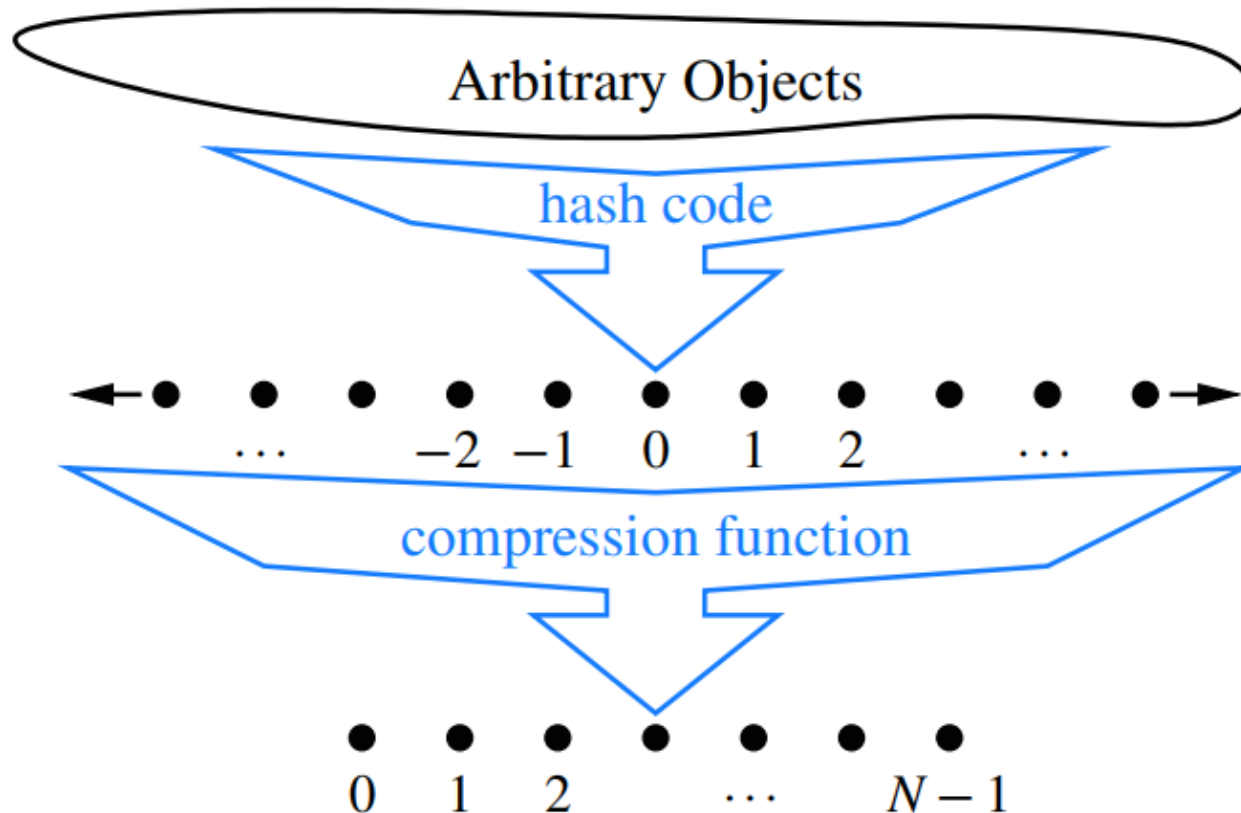 Arbitrary Objects
hash code
⋯ −2 −1 0 1 2 ⋯
compression function
0 1 2 ⋯ N − 1